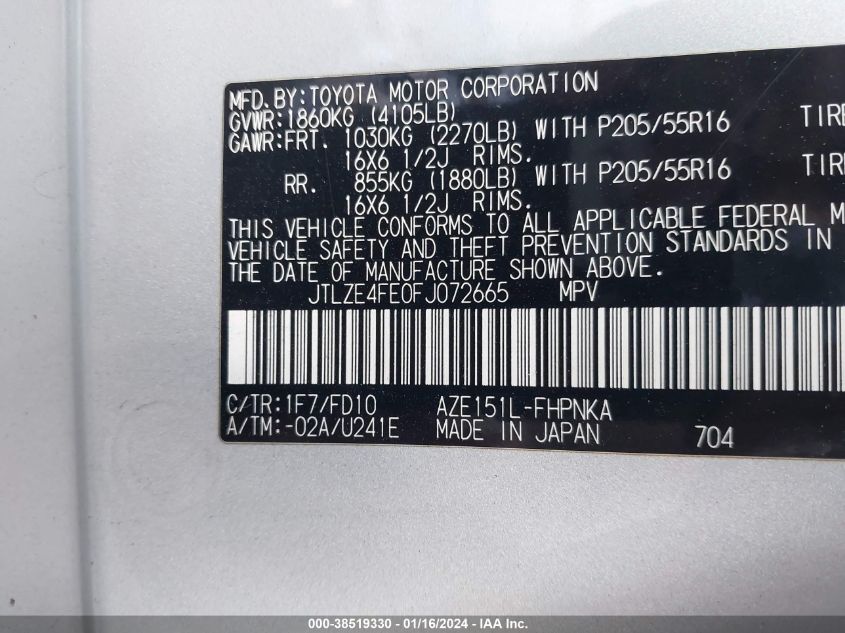 MFD.BY:TOYOTA MOTOR CORPORATION
GVWR:1860KG (4105LB)
GAWR:FRT. 1030KG (2270LB) WITH P205/55R16 TIRE
16X6 1/2J RIMS.
RR. 855KG (1880LB) WITH P205/55R16 TIR
16X6 1/2J RIMS.
THIS VEHICLE CONFORMS TO ALL APPLICABLE FEDERAL M
VEHICLE SAFETY AND THEFT PREVENTION STANDARDS IN
THE DATE OF MANUFACTURE SHOWN ABOVE.
JTLZE4FE0FJ072665 MPV
C/TR:1F7/FD10 AZE151L-FHPNKA
A/TM:-02A/U241E MADE IN JAPAN 704
000-38519330 - 01/16/2024 - IAA Inc.